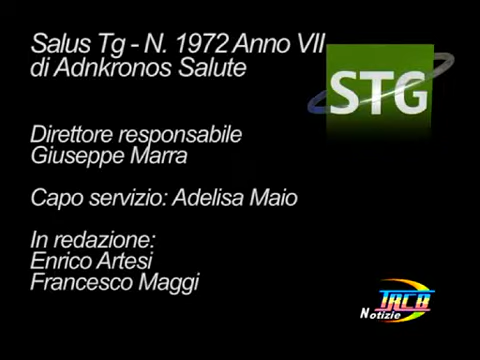 Salus Tg - N. 1972 Anno VII
di Adnkronos Salute
STG
Direttore responsabile
Giuseppe Marra
Capo servizio: Adelisa Maio
In redazione:
Enrico Artesi
Francesco Maggi
TRCB
Notizie